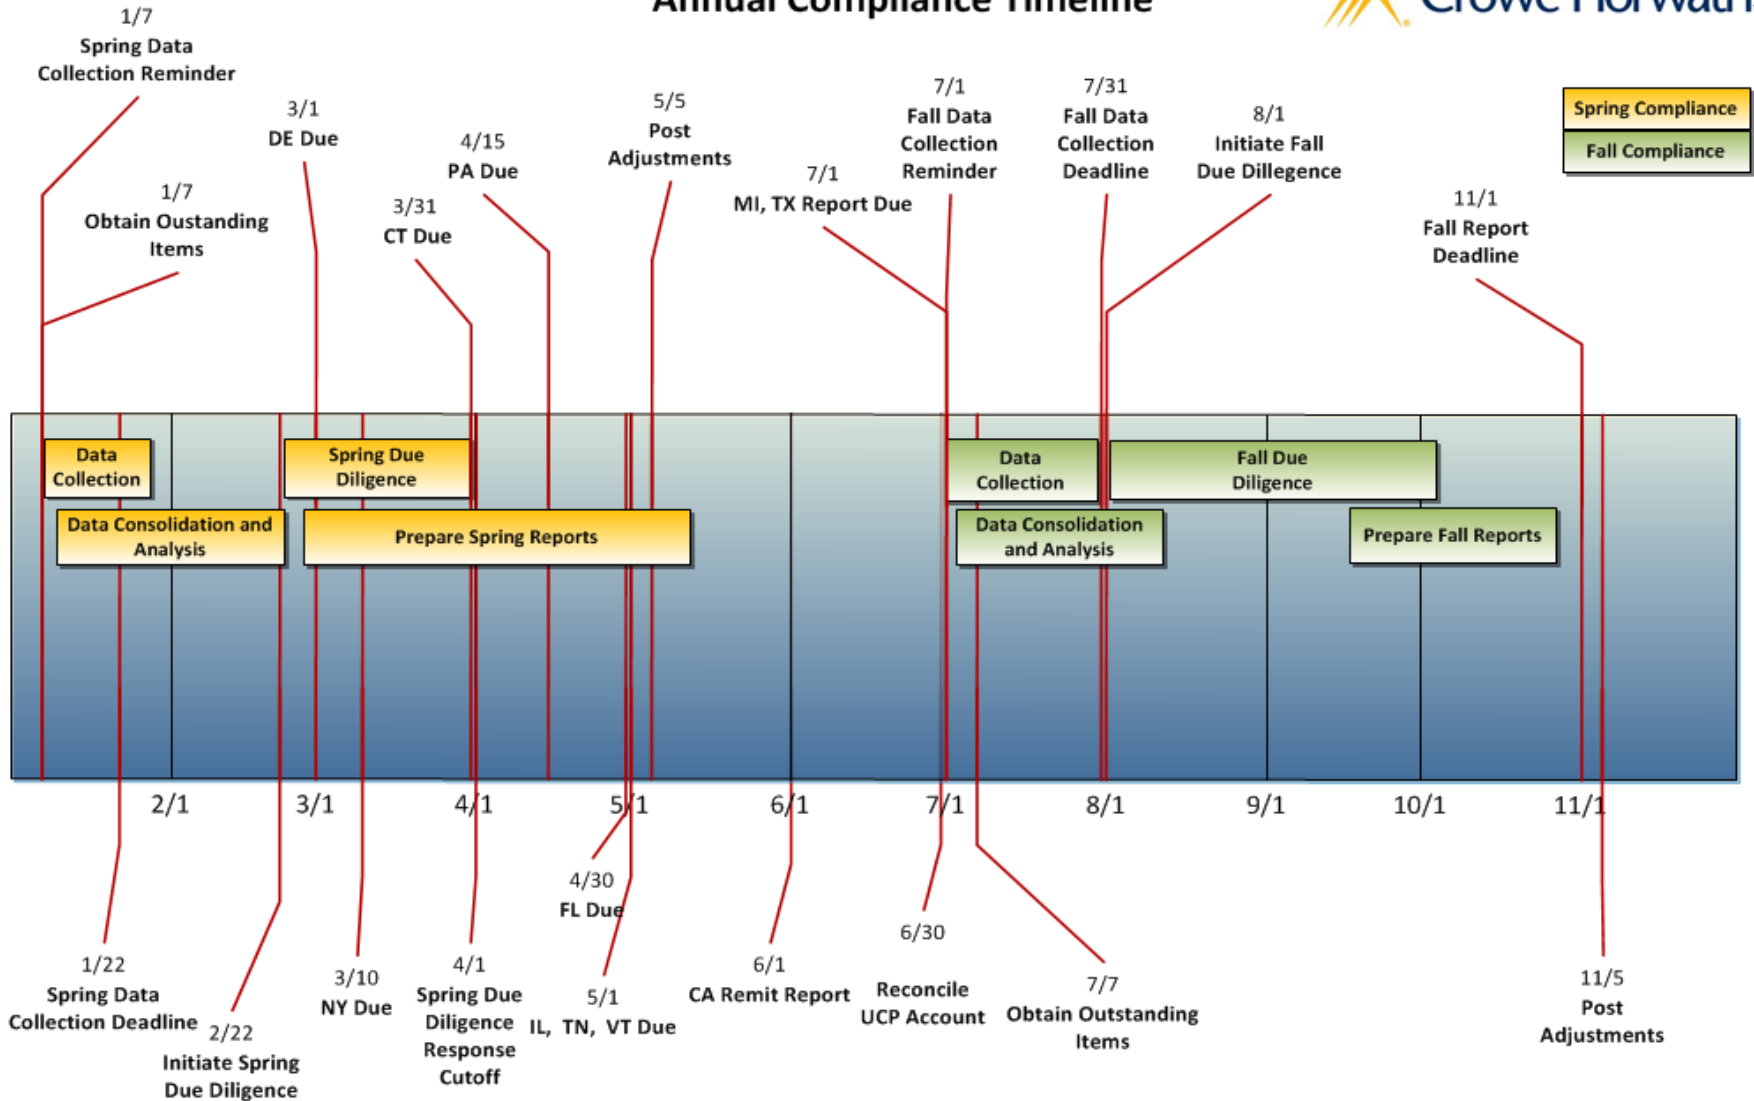 Annual Compliance Timeline
Crowe Horwath
1/7
Spring Data
Collection Reminder
1/7
Obtain Oustanding
Items
3/1
DE Due
3/31
CT Due
4/15
PA Due
5/5
Post
Adjustments
7/1
MI, TX Report Due
7/1
Fall Data
Collection
Reminder
7/31
Fall Data
Collection
Deadline
8/1
Initiate Fall
Due Dillegence
11/1
Fall Report
Deadline
Spring Compliance
Fall Compliance
Data
Collection
Spring Due
Diligence
Data
Collection
Fall Due
Diligence
Data Consolidation and
Analysis
Prepare Spring Reports
Data Consolidation
and Analysis
Prepare Fall Reports
2/1
3/1
4/1
5/1
6/1
7/1
8/1
9/1
10/1
11/1
1/22
Spring Data
Collection Deadline
2/22
Initiate Spring
Due Diligence
3/10
NY Due
4/1
Spring Due
Diligence
Response
Cutoff
4/30
FL Due
5/1
IL, TN, VT Due
6/1
CA Remit Report
6/30
Reconcile
UCP Account
7/7
Obtain Outstanding
Items
11/5
Post
Adjustments